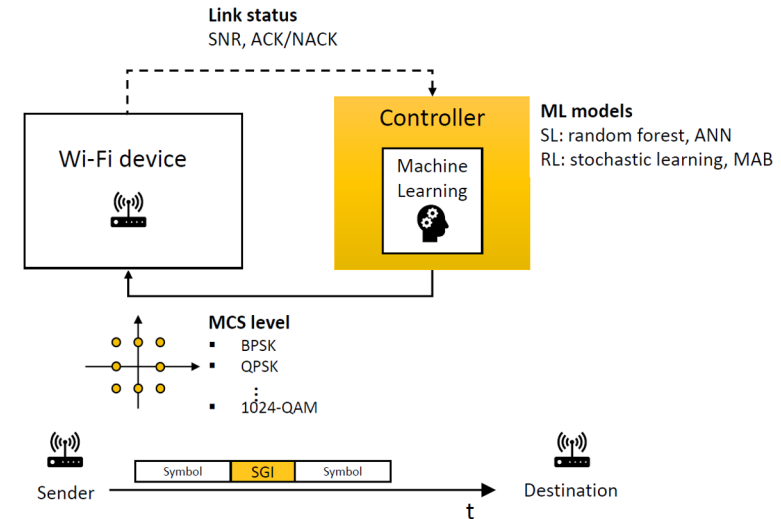 Link status
SNR, ACK/NACK
Wi-Fi device
Controller
Machine
Learning
ML models
SL: random forest, ANN
RL: stochastic learning, MAB
MCS level
▪ BPSK
▪ QPSK
⋮
▪ 1024-QAM
Sender
Symbol
SGI
Symbol
t
Destination